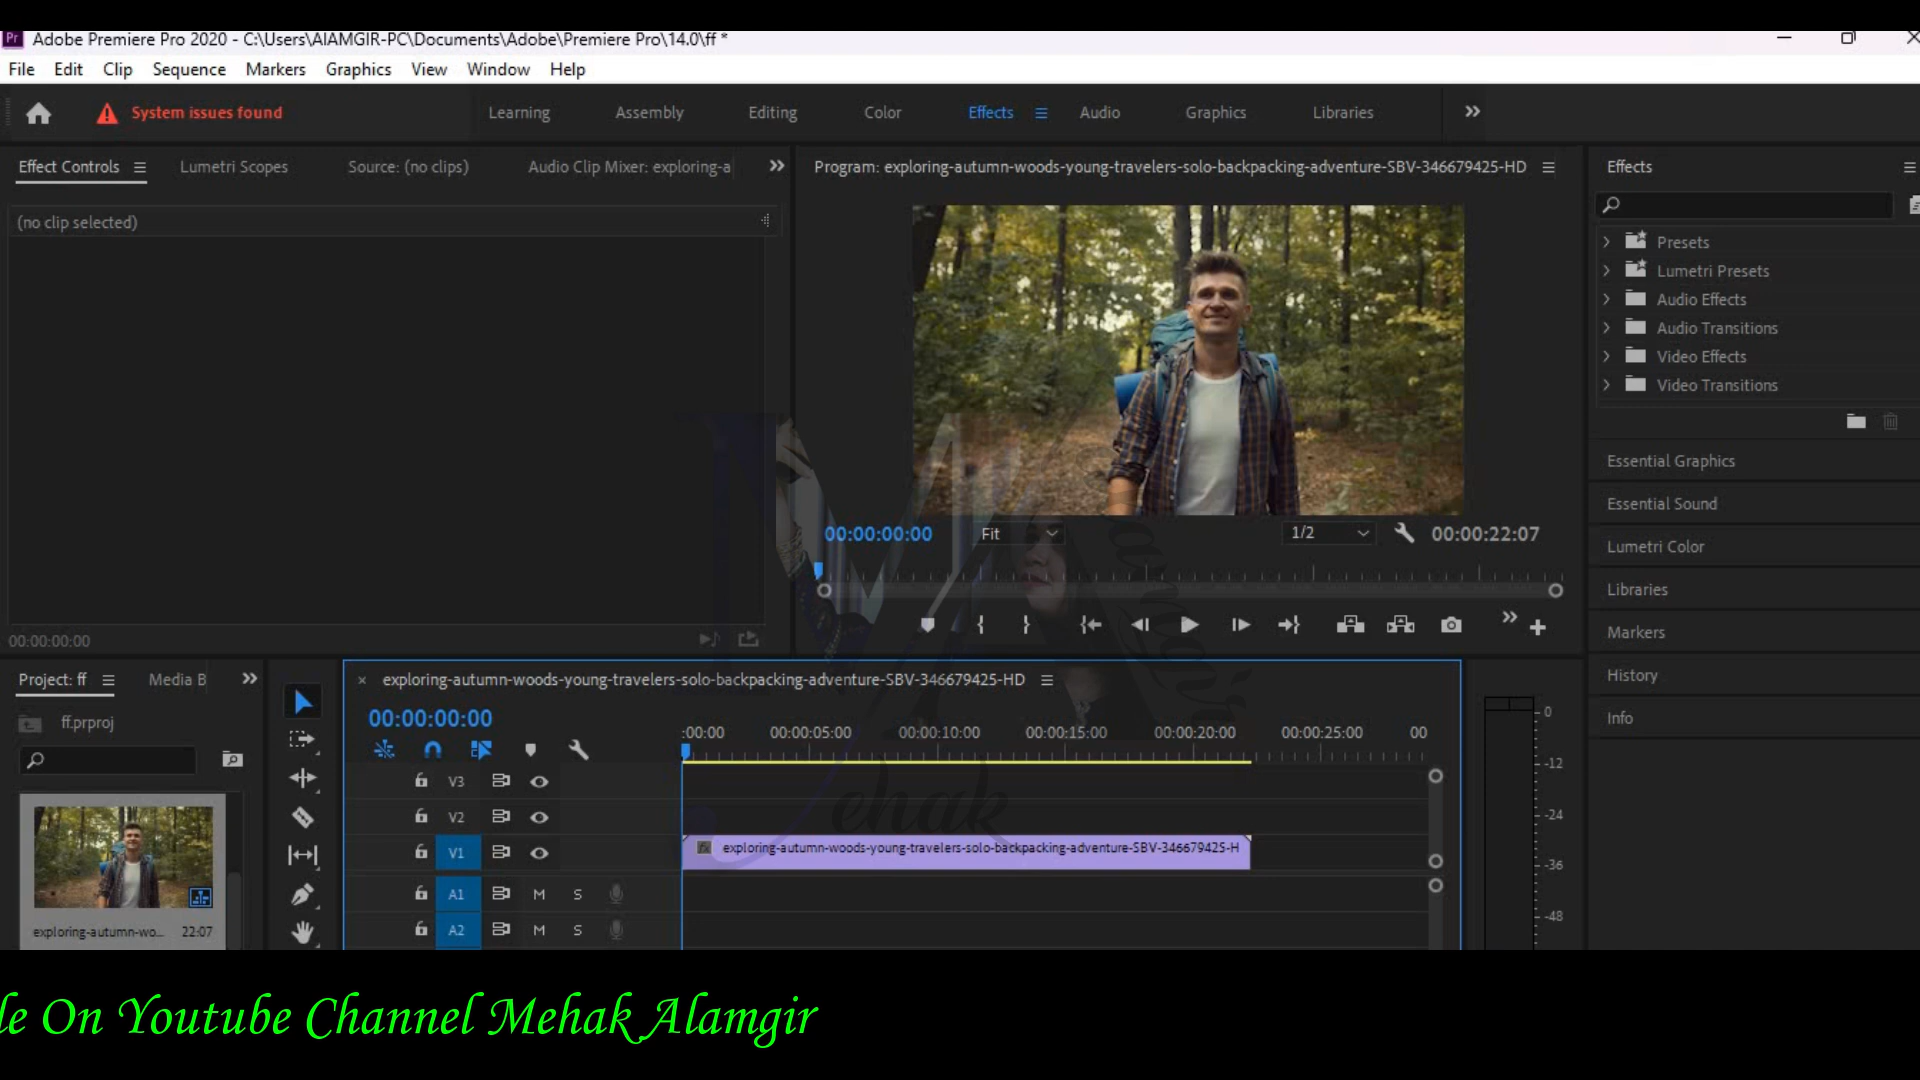 Pr Adobe Premiere Pro 2020 - C:\Users\AIAMGIR-PC\Documents\Adobe\Premiere Pro\14.0\ff *
File Edit Clip Sequence Markers Graphics View Window Help
System issues found Learning Assembly Editing Color Effects Audio Graphics Libraries
Effect Controls Lumetri Scopes Source: (no clips) Audio Clip Mixer: exploring-a
(no clip selected)
00:00:00:00
Program: exploring-autumn-woods-young-travelers-solo-backpacking-adventure-SBV-346679425-HD
00:00:00:00 Fit 1/2 00:00:22:07
Effects
Presets
Lumetri Presets
Audio Effects
Audio Transitions
Video Effects
Video Transitions
Essential Graphics
Essential Sound
Lumetri Color
Libraries
Markers
History
Info
Project: ff Media B
ff.prproj
exploring-autumn-wo... 22:07
exploring-autumn-woods-young-travelers-solo-backpacking-adventure-SBV-346679425-HD
00:00:00:00
:00:00 00:00:05:00 00:00:10:00 00:00:15:00 00:00:20:00 00:00:25:00 00
V3
V2
V1 fx exploring-autumn-woods-young-travelers-solo-backpacking-adventure-SBV-346679425-H
A1 M S
A2 M S
0
-12
-24
-36
-48
Mehak
Alamgir
le On Youtube Channel Mehak Alamgir